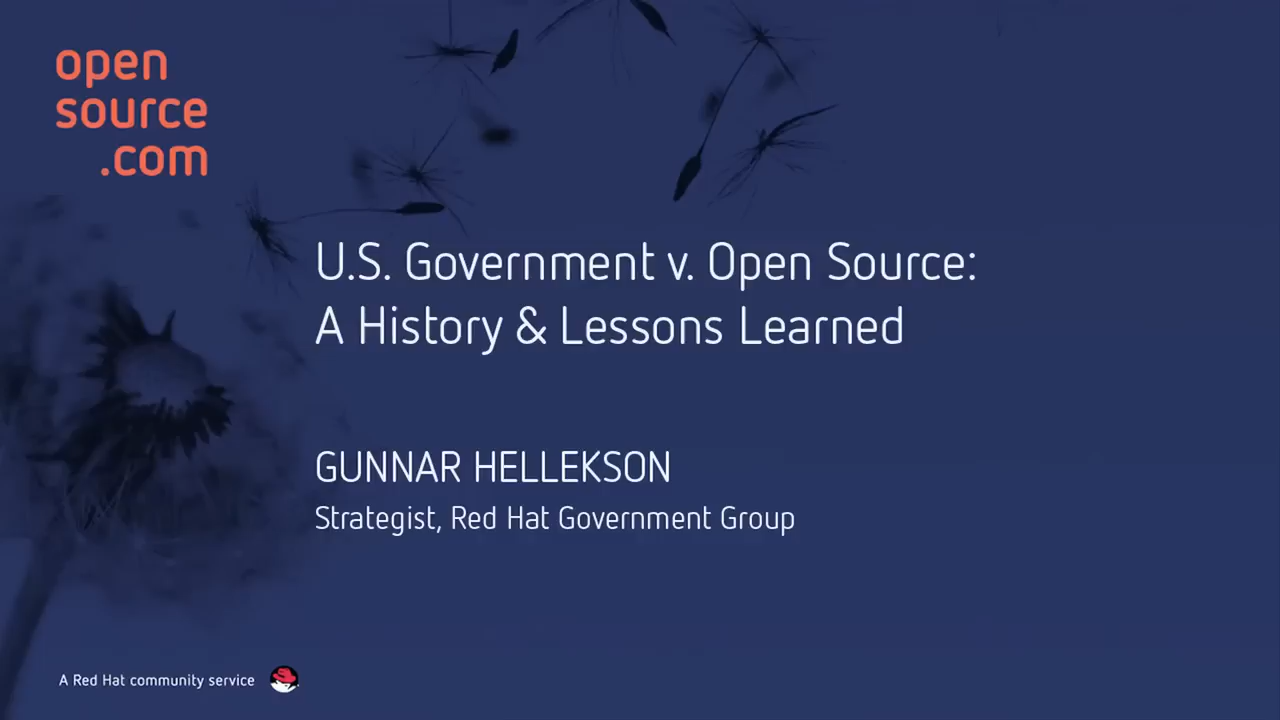 open
source
.com
U.S. Government v. Open Source:
A History & Lessons Learned
GUNNAR HELLEKSON
Strategist, Red Hat Government Group
A Red Hat community service